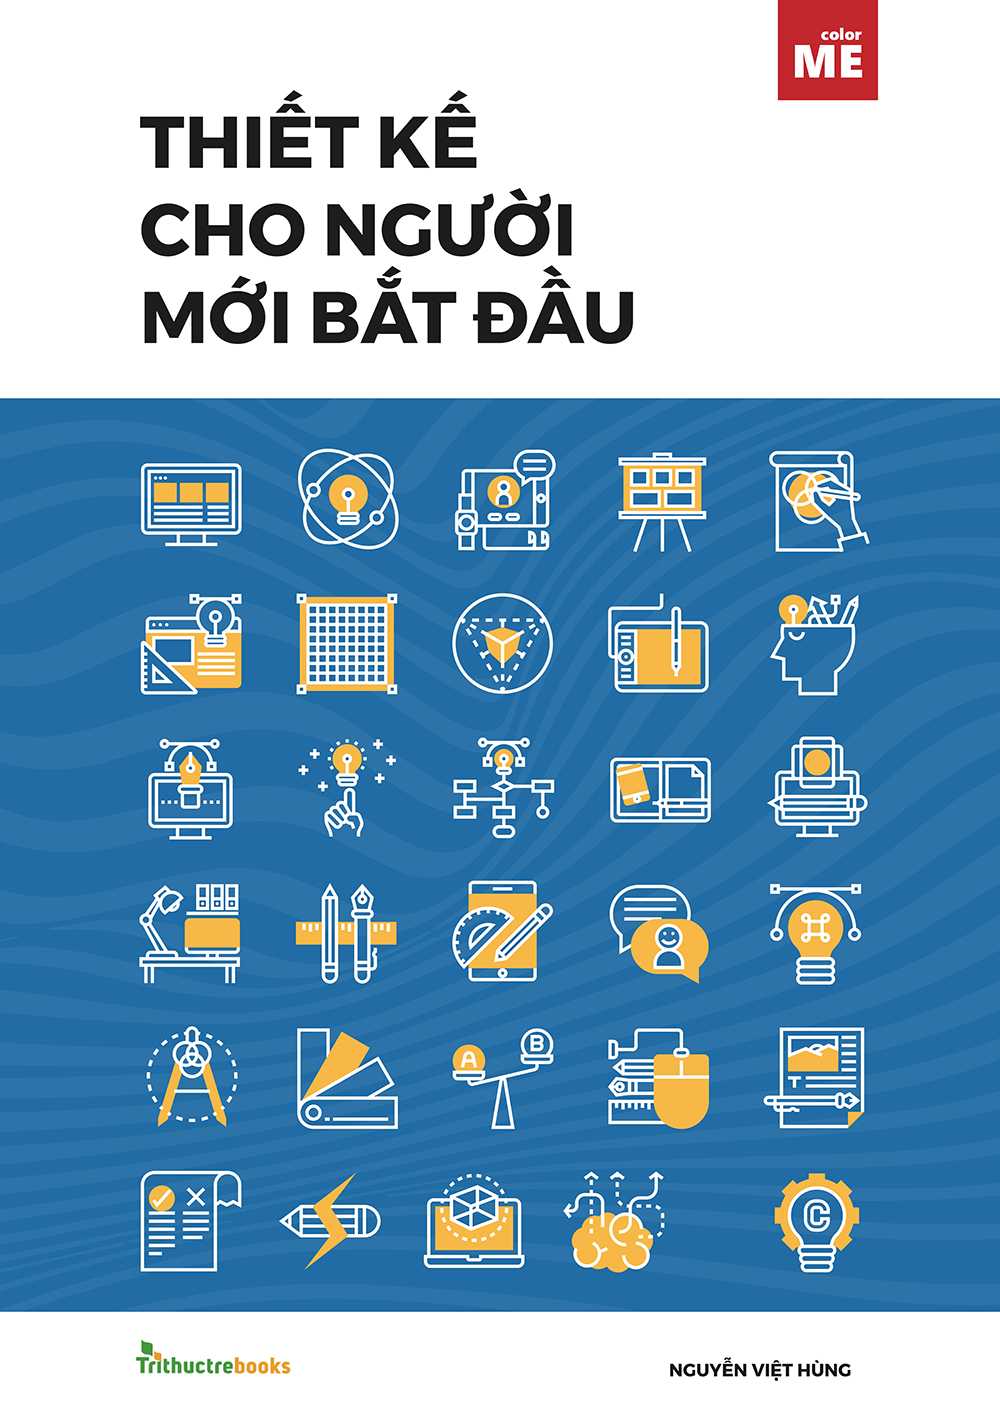 color
ME
THIẾT KẾ
CHO NGƯỜI
MỚI BẮT ĐẦU
A
B
T
C
Trithuctrebooks
NGUYỄN VIỆT HÙNG